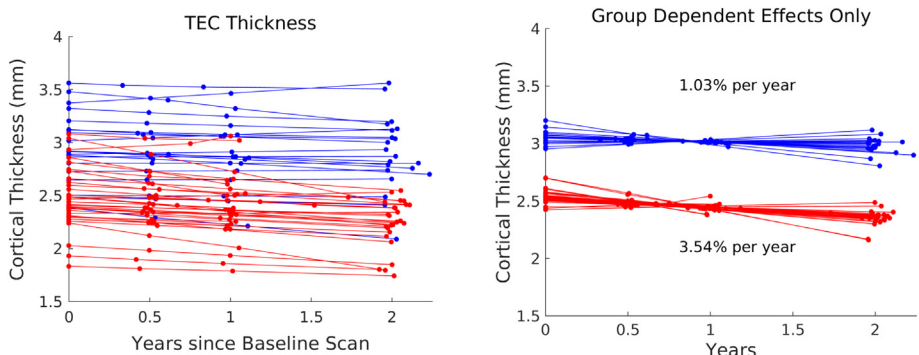 TEC Thickness
4
3.5
3
2.5
2
1.5
Cortical Thickness (mm)
0
0.5
1
1.5
2
Years since Baseline Scan
Group Dependent Effects Only
4
3.5
3
2.5
2
1.5
Cortical Thickness (mm)
1.03% per year
3.54% per year
0
0.5
1
1.5
2
Years